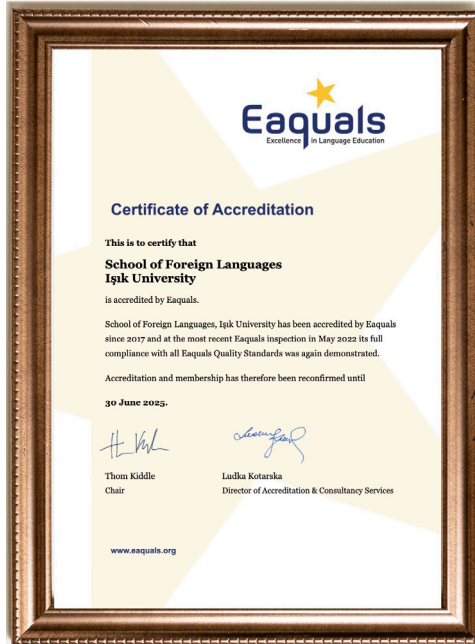 Eaquals
Excellence in Language Education
Certificate of Accreditation
This is to certify that
School of Foreign Languages
Işık University
is accredited by Eaquals.
School of Foreign Languages, Işık University has been accredited by Eaquals
since 2017 and at the most recent Eaquals inspection in May 2022 its full
compliance with all Eaquals Quality Standards was again demonstrated.
Accreditation and membership has therefore been reconfirmed until
30 June 2025.
Thom Kiddle
Chair
Ludka Kotarska
Director of Accreditation & Consultancy Services
www.eaquals.org